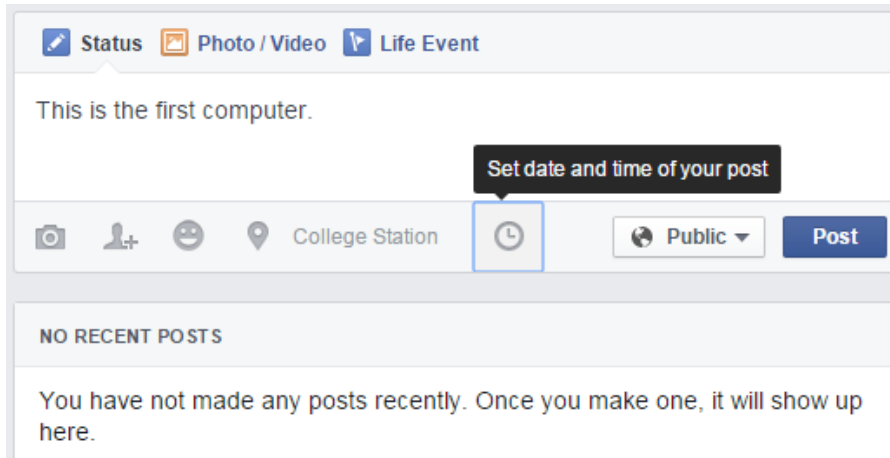 Status Photo / Video Life Event
This is the first computer.
Set date and time of your post
College Station Public Post
NO RECENT POSTS
You have not made any posts recently. Once you make one, it will show up
here.